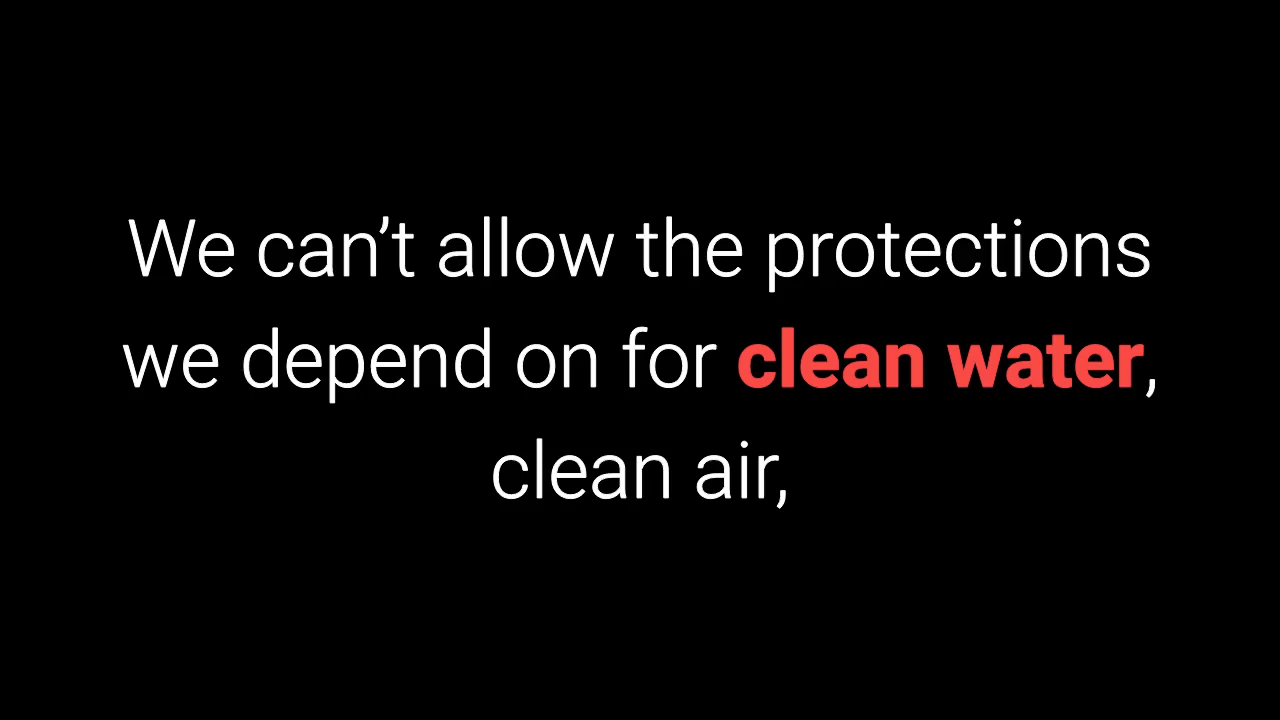 We can’t allow the protections
we depend on for clean water,
clean air,